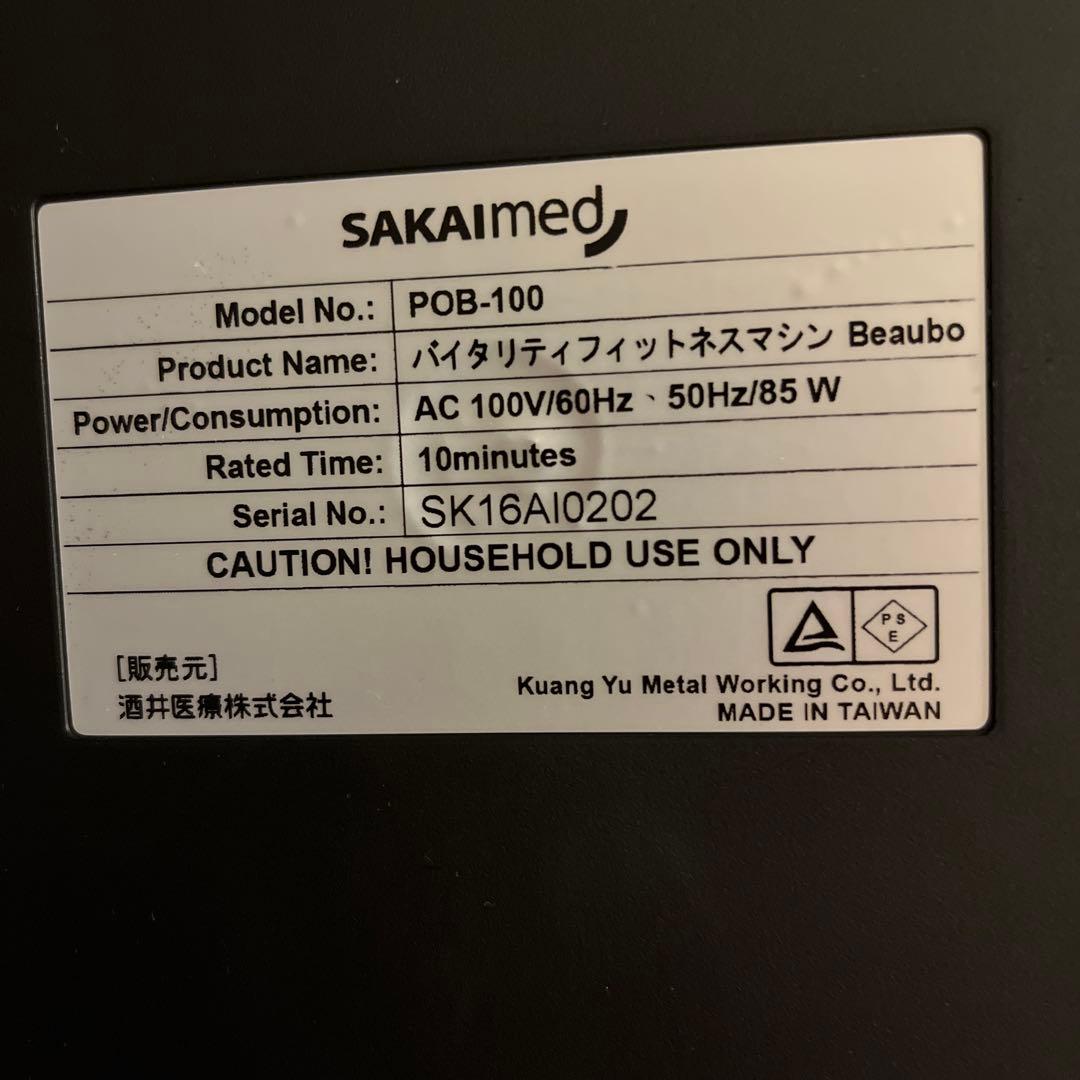 SAKAImed
Model No.: POB-100
Product Name: バイタリティフィットネスマシン Beaubo
Power/Consumption: AC 100V/60Hz、50Hz/85 W
Rated Time: 10minutes
Serial No.: SK16AI0202
CAUTION! HOUSEHOLD USE ONLY
PS
E
[販売元]
酒井医療株式会社
Kuang Yu Metal Working Co., Ltd.
MADE IN TAIWAN